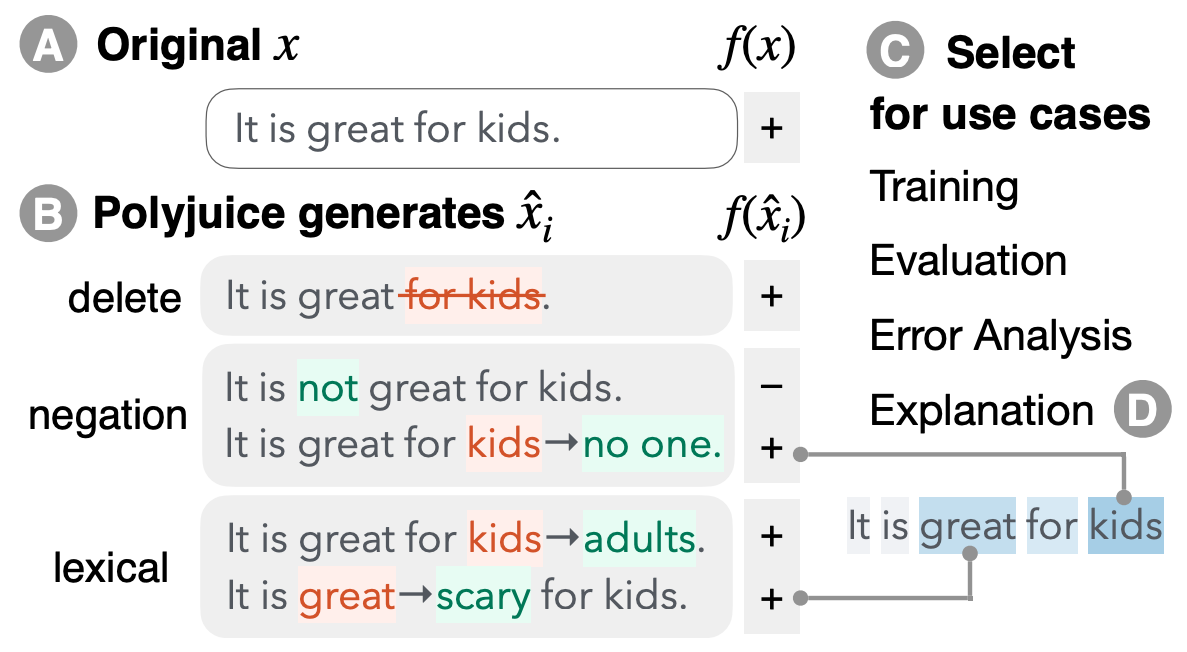 A Original x f(x)
It is great for kids. +
B Polyjuice generates x̂ᵢ f(x̂ᵢ)
delete It is great for kids. +
negation
It is not great for kids. −
It is great for kids→no one. +
lexical
It is great for kids→adults. +
It is great→scary for kids. +
C Select
for use cases
Training
Evaluation
Error Analysis
Explanation D
It is great for kids